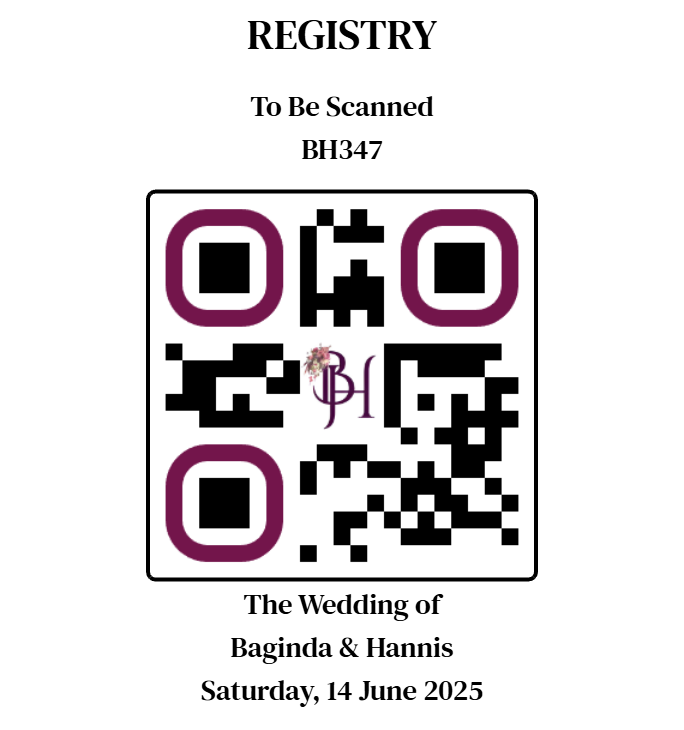 REGISTRY
To Be Scanned
BH347
BH
The Wedding of
Baginda & Hannis
Saturday, 14 June 2025